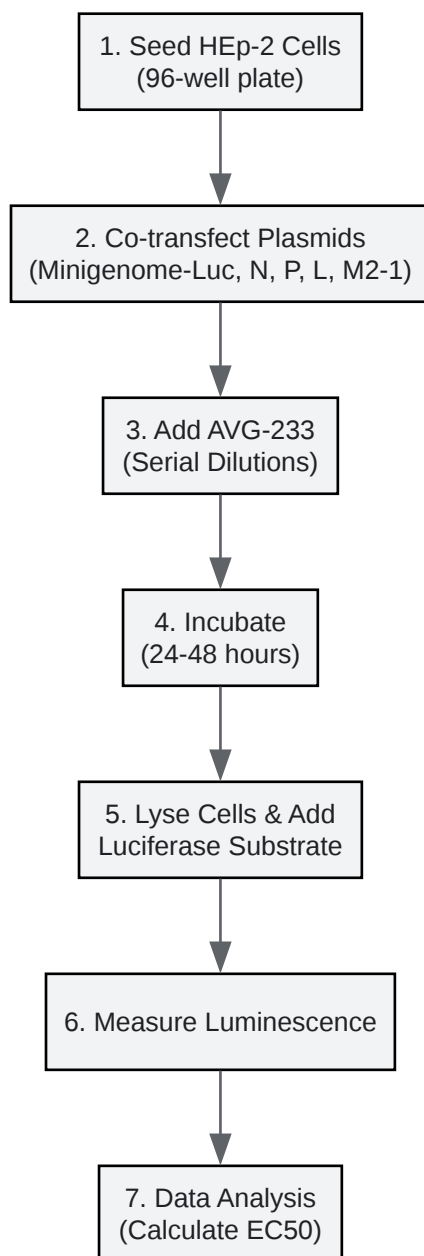 1. Seed HEp-2 Cells
(96-well plate)
2. Co-transfect Plasmids
(Minigenome-Luc, N, P, L, M2-1)
3. Add AVG-233
(Serial Dilutions)
4. Incubate
(24-48 hours)
5. Lyse Cells & Add
Luciferase Substrate
6. Measure Luminescence
7. Data Analysis
(Calculate EC50)